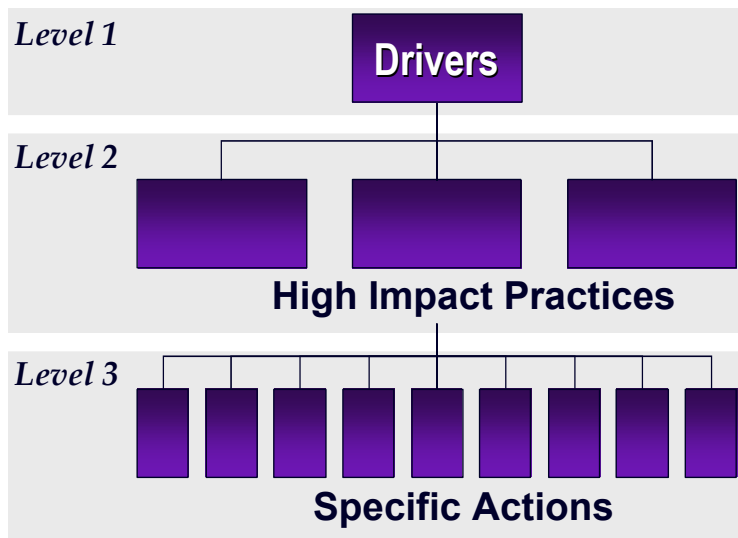 Level 1
Drivers
Level 2
High Impact Practices
Level 3
Specific Actions